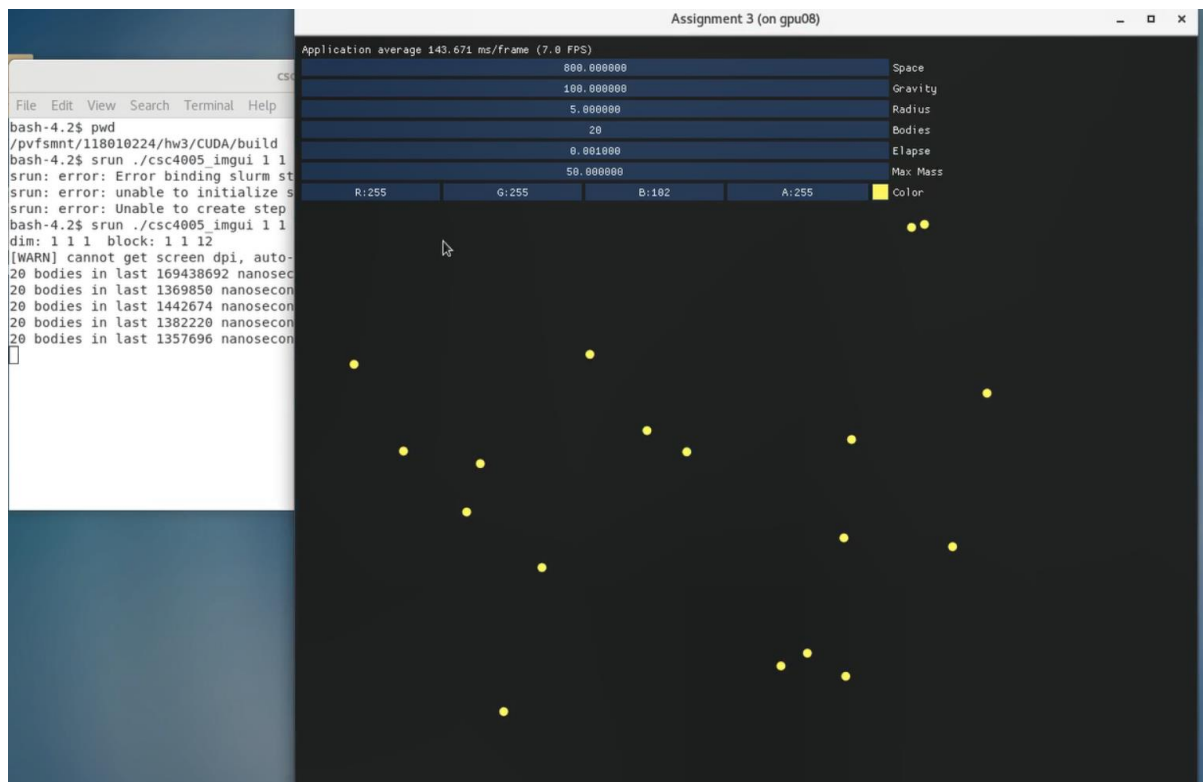 Assignment 3 (on gpu08)
Application average 143.671 ms/frame (7.0 FPS)
800.000000 Space
100.000000 Gravity
5.000000 Radius
20 Bodies
0.001000 Elapse
50.000000 Max Mass
R:255 G:255 B:102 A:255 Color
csc
File Edit View Search Terminal Help
bash-4.2$ pwd
/pvfsmnt/118010224/hw3/CUDA/build
bash-4.2$ srun ./csc4005_imgui 1 1
srun: error: Error binding slurm st
srun: error: unable to initialize s
srun: error: Unable to create step
bash-4.2$ srun ./csc4005_imgui 1 1
dim: 1 1 1 block: 1 1 12
[WARN] cannot get screen dpi, auto-
20 bodies in last 169438692 nanosec
20 bodies in last 1369850 nanosecon
20 bodies in last 1442674 nanosecon
20 bodies in last 1382220 nanosecon
20 bodies in last 1357696 nanosecon